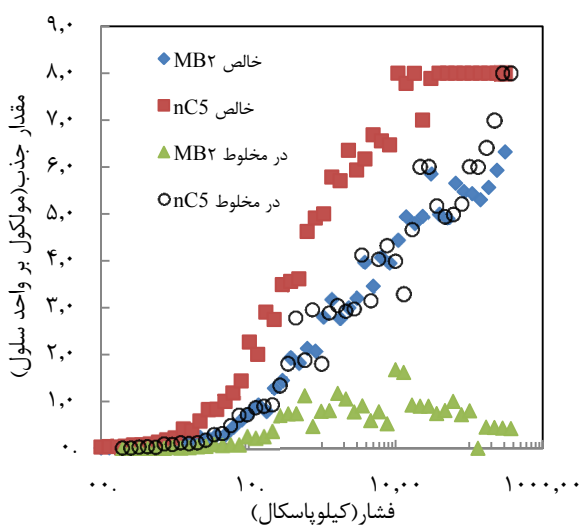 ۹,۰
۸,۰
۷,۰
۶,۰
۵,۰
۴,۰
۳,۰
۲,۰
۱,۰
۰.
مقدار جذب(مولکول بر واحد سلول)
MB۲ خالص
nC5 خالص
MB۲ در مخلوط
nC5 در مخلوط
۰۰. ۱۰. ۱۰,۰۰ ۱۰۰۰,۰۰
فشار(کیلوپاسکال)